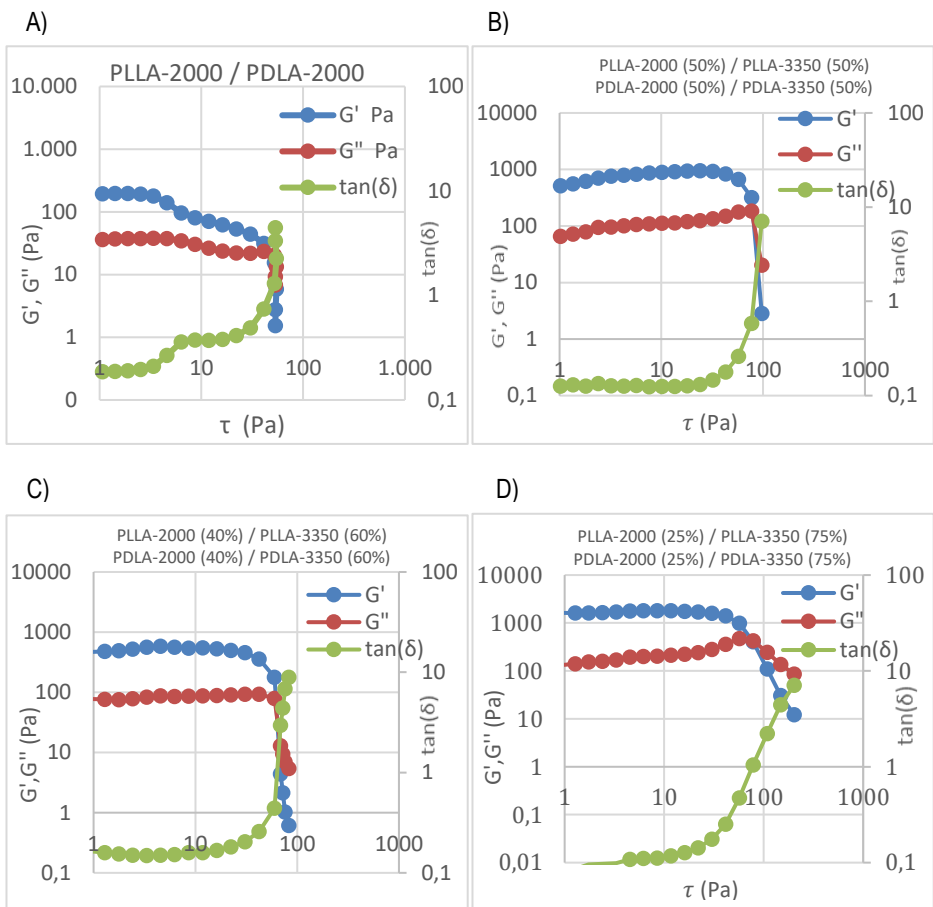 A)
PLLA-2000 / PDLA-2000
10.000
1.000
100
10
1
0
G', G'' (Pa)
G' Pa
G" Pa
tan(δ)
100
10
1
0,1
tan(δ)
1
10
100
1.000
τ (Pa)
B)
PLLA-2000 (50%) / PLLA-3350 (50%)
PDLA-2000 (50%) / PDLA-3350 (50%)
10000
1000
100
10
1
0,1
G', G'' (Pa)
G'
G''
tan(δ)
100
10
1
0,1
tan(δ)
1
10
100
1000
τ (Pa)
C)
PLLA-2000 (40%) / PLLA-3350 (60%)
PDLA-2000 (40%) / PDLA-3350 (60%)
10000
1000
100
10
1
0,1
G',G''(Pa)
G'
G''
tan(δ)
100
10
1
0,1
tan(δ)
1
10
100
1000
D)
PLLA-2000 (25%) / PLLA-3350 (75%)
PDLA-2000 (25%) / PDLA-3350 (75%)
10000
1000
100
10
1
0,1
0,01
G',G''(Pa)
G'
G"
tan(δ)
100
10
1
0,1
tan(δ)
1
10
100
1000
τ (Pa)